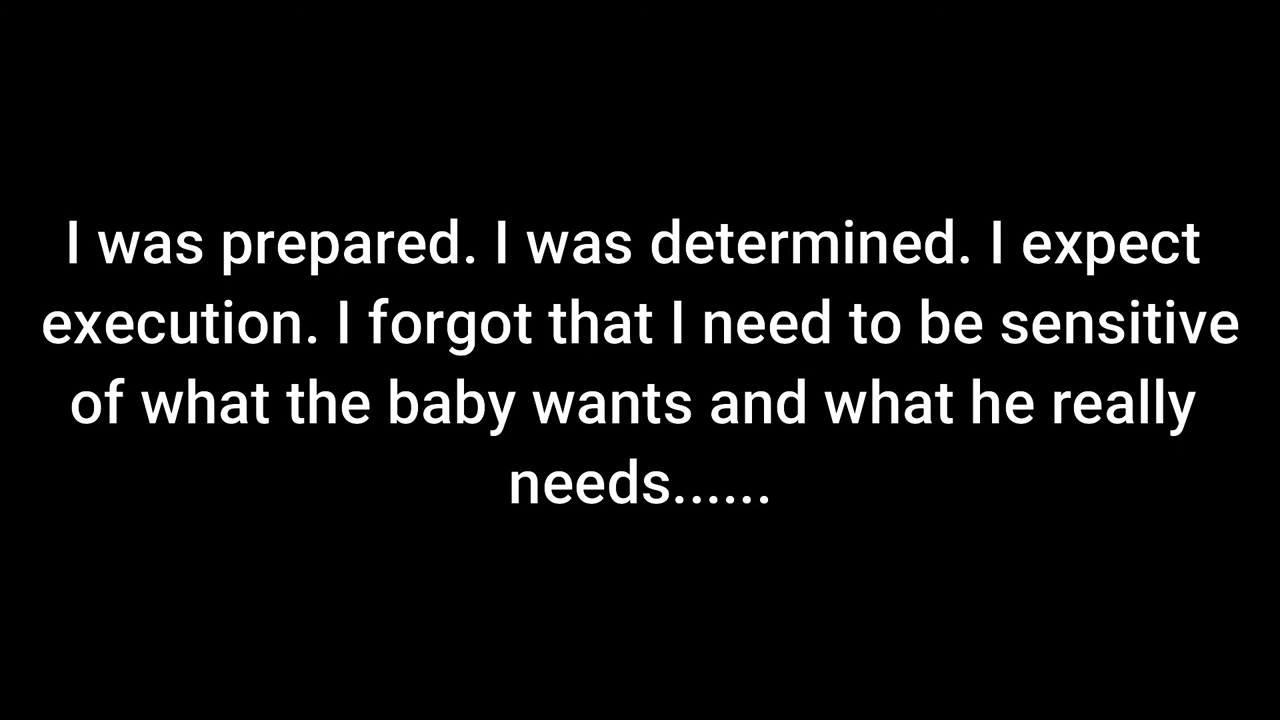 I was prepared. I was determined. I expect
execution. I forgot that I need to be sensitive
of what the baby wants and what he really
needs......